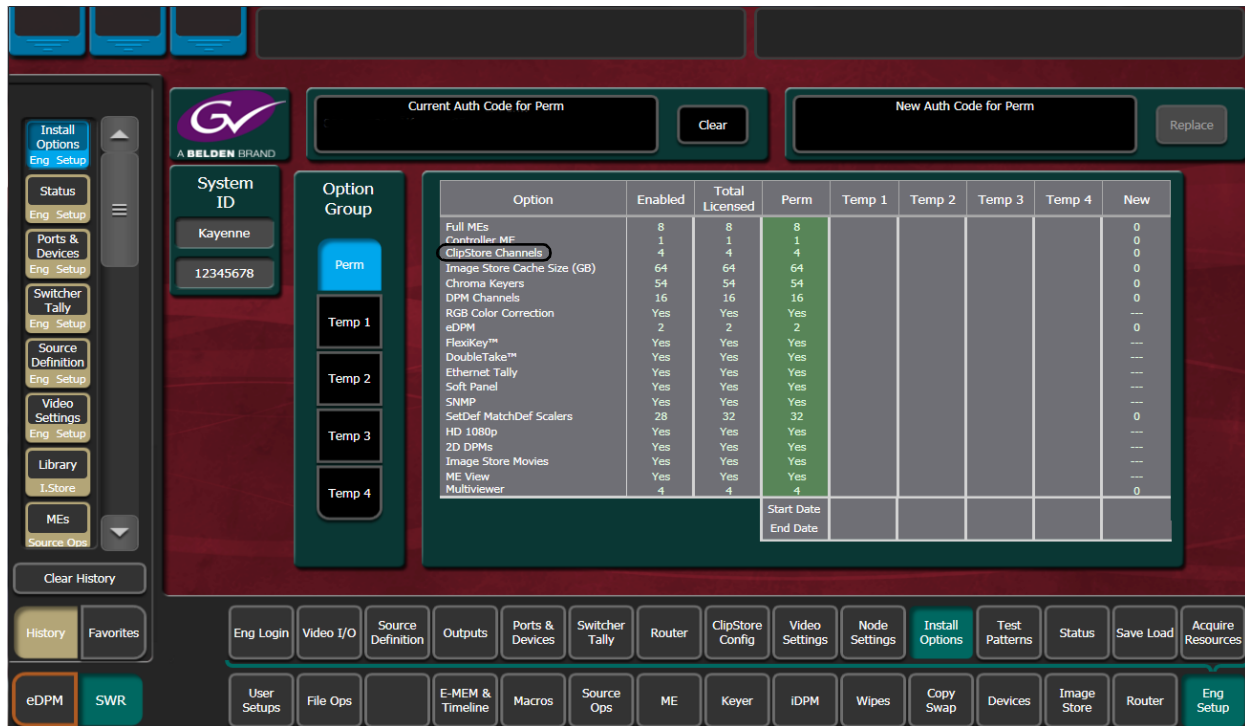 Current Auth Code for Perm
Clear
New Auth Code for Perm
Replace
GV
A BELDEN BRAND
Install
Options
Eng Setup
Status
Eng Setup
Ports &
Devices
Eng Setup
Switcher
Tally
Eng Setup
Source
Definition
Eng Setup
Video
Settings
Eng Setup
Library
I.Store
MEs
Source Ops
Clear History
History
Favorites
eDPM
SWR
System
ID
Kayenne
12345678
Option
Group
Perm
Temp 1
Temp 2
Temp 3
Temp 4
Option Enabled Total Licensed Perm Temp 1 Temp 2 Temp 3 Temp 4 New
Full MEs 8 8 8 0
Controller ME 1 1 1 0
ClipStore Channels 4 4 4 0
Image Store Cache Size (GB) 64 64 64 0
Chroma Keyers 54 54 54 0
DPM Channels 16 16 16 0
RGB Color Correction Yes Yes Yes ---
eDPM 2 2 2 0
FlexiKey™ Yes Yes Yes ---
DoubleTake™ Yes Yes Yes ---
Ethernet Tally Yes Yes Yes ---
Soft Panel Yes Yes Yes ---
SNMP Yes Yes Yes ---
SetDef MatchDef Scalers 28 32 32 0
HD 1080p Yes Yes Yes ---
2D DPMs Yes Yes Yes ---
Image Store Movies Yes Yes Yes ---
ME View Yes Yes Yes ---
Multiviewer 4 4 4 0
Start Date
End Date
Eng Login
Video I/O
Source
Definition
Outputs
Ports &
Devices
Switcher
Tally
Router
ClipStore
Config
Video
Settings
Node
Settings
Install
Options
Test
Patterns
Status
Save Load
Acquire
Resources
User
Setups
File Ops
E-MEM &
Timeline
Macros
Source
Ops
ME
Keyer
iDPM
Wipes
Copy
Swap
Devices
Image
Store
Router
Eng
Setup